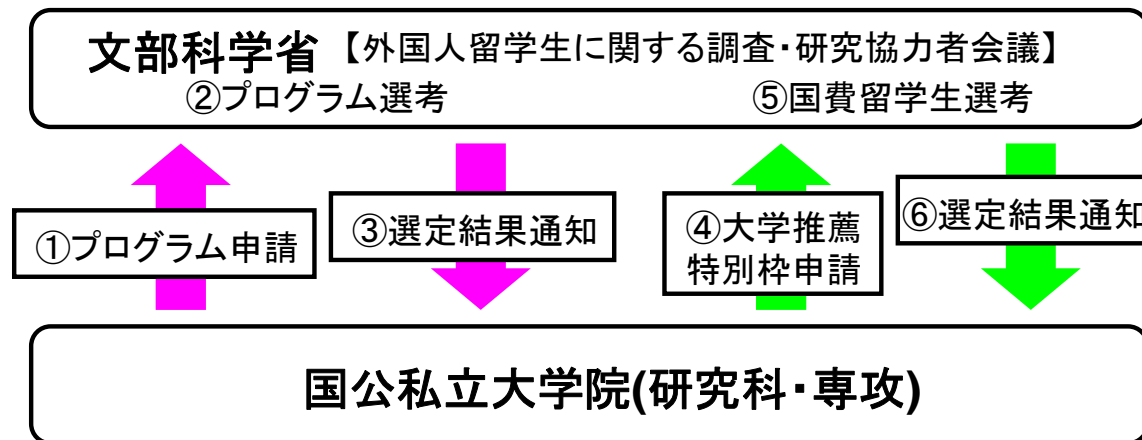 文部科学省【外国人留学生に関する調査・研究協力者会議】
②プログラム選考
⑤国費留学生選考
①プログラム申請
③選定結果通知
④大学推薦
特別枠申請
⑥選定結果通知
国公私立大学院(研究科・専攻)